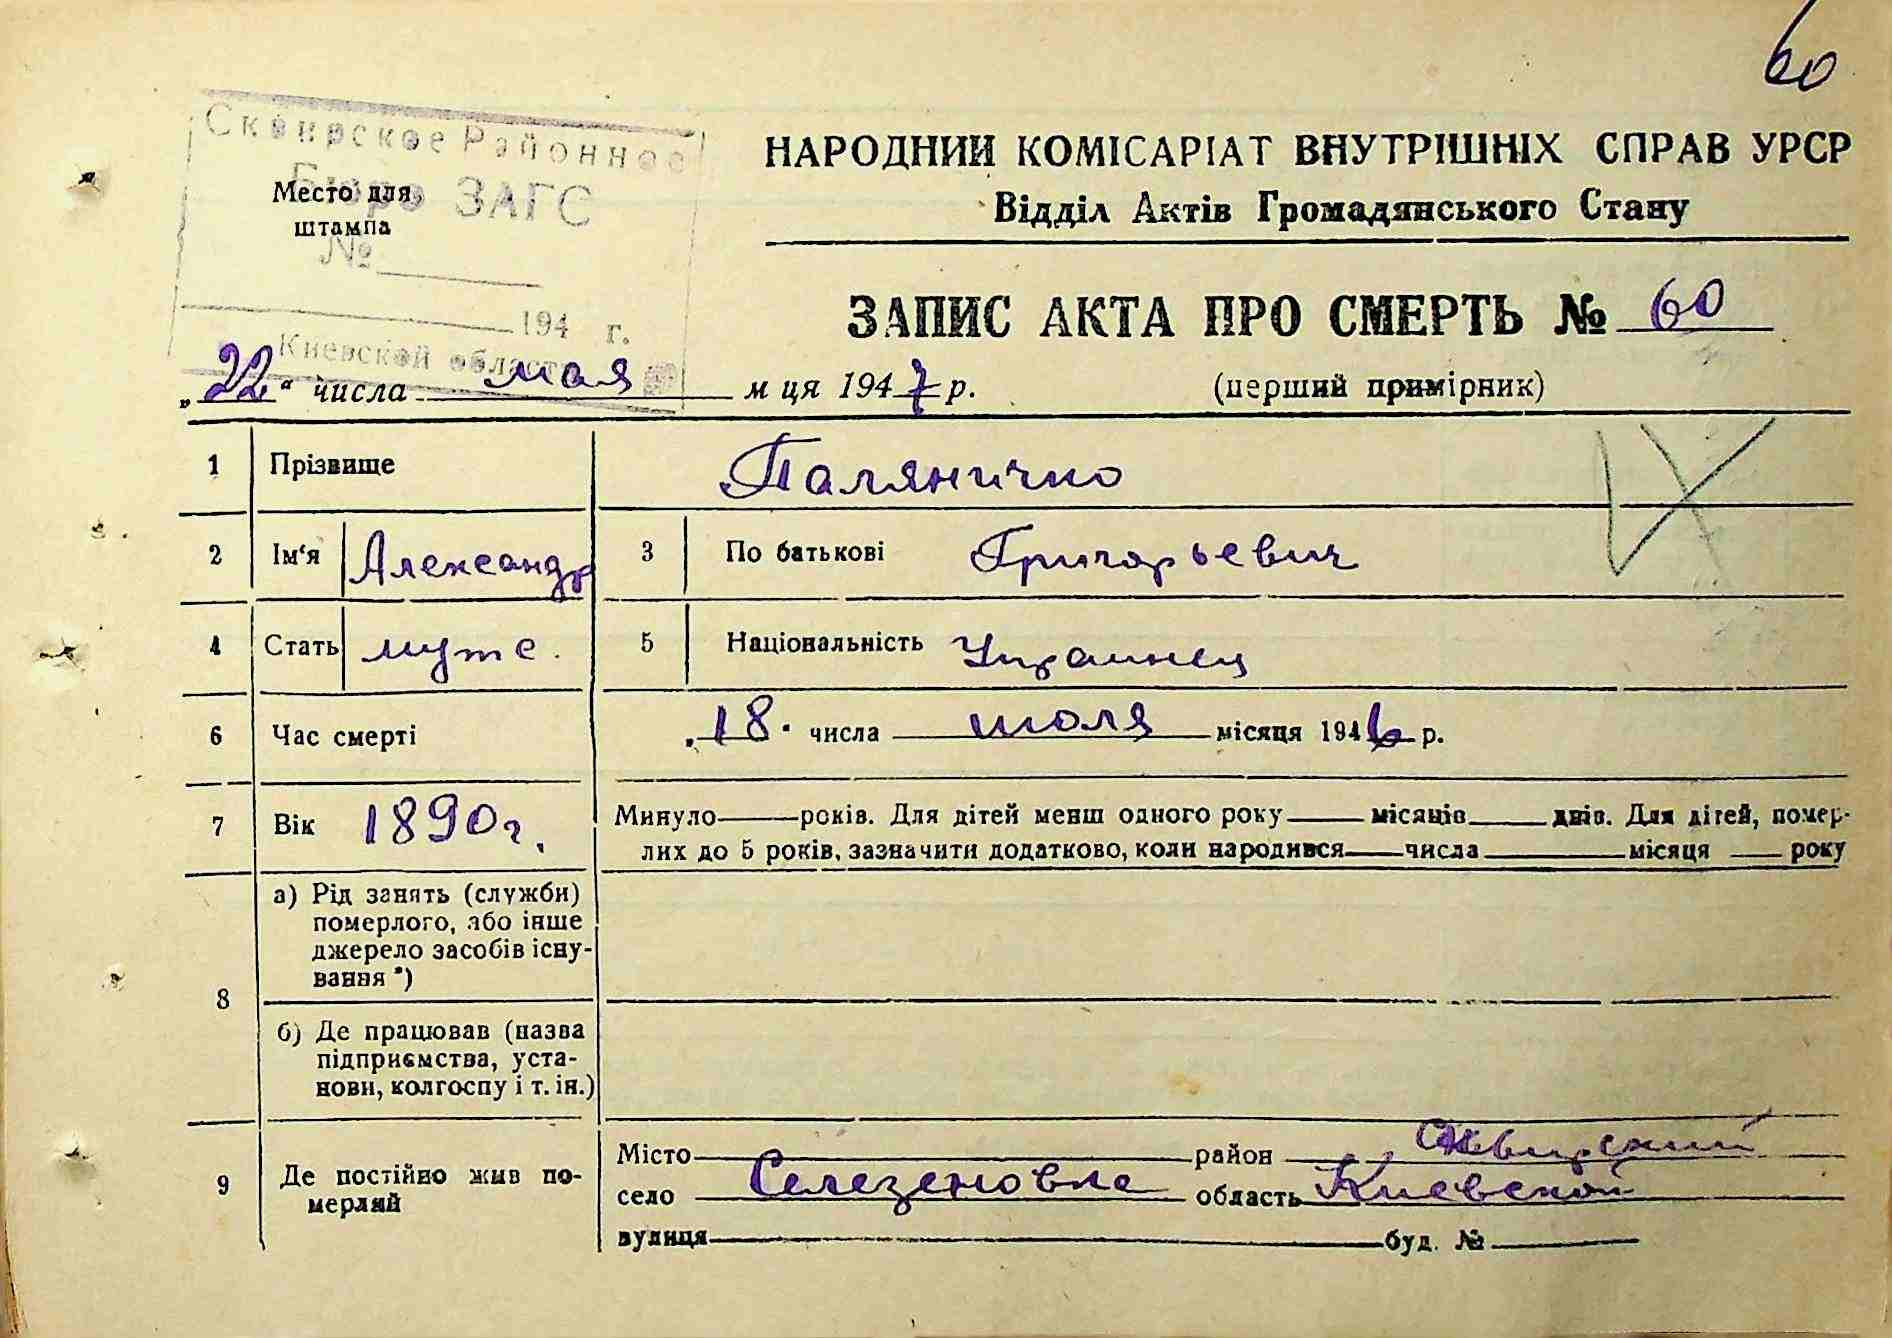 60
Сквирское Районное
Бюро ЗАГС
Место для
штампа
№
194 г.
Киевской области
НАРОДНИЙ КОМІСАРІАТ ВНУТРІШНІХ СПРАВ УРСР
Відділ Актів Громадянського Стану
ЗАПИС АКТА ПРО СМЕРТЬ № 60
„22“ числа мая м ця 1947 р. (перший примірник)
1 Прізвище Паляничко
2 Ім‘я Александр 3 По батькові Григорьевич
4 Стать мужс. 5 Національність Украинец
6 Час смерті „18“ числа июля місяця 1946 р.
7 Вік 1890г. Минуло років. Для дітей менш одного року місяців днів. Для дітей, помер-
лих до 5 років, зазначити додатково, коли народився числа місяця року
8 а) Рід занять (служби)
померлого, або інше
джерело засобів існу-
вання *)
б) Де працював (назва
підприємства, уста-
нови, колгоспу і т. ін.)
9 Де постійно жив по-
мерлий
Місто район Сквирский
село Селезеновке область Киевской
вулиця буд. №